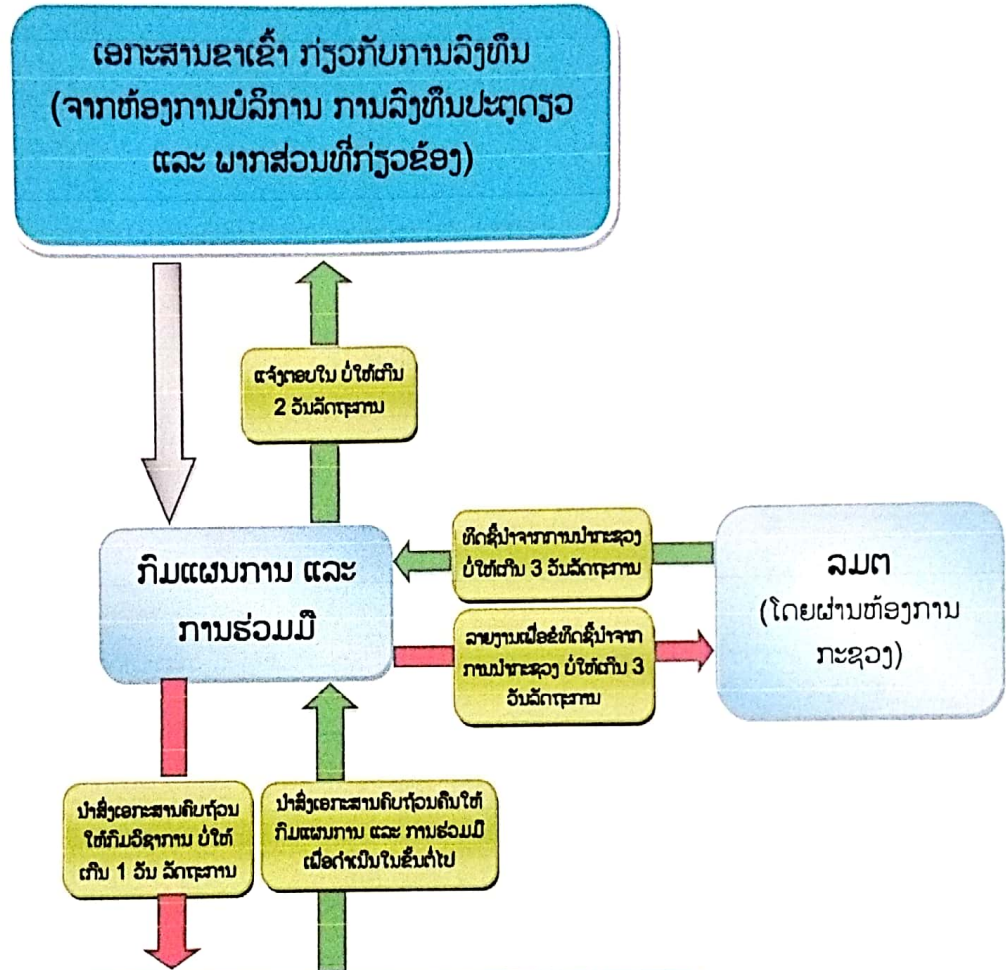 ເອກະສານຂາເຂົ້າ ກ່ຽວກັບການລົງທຶນ
(ຈາກຫ້ອງການບໍລິການ ການລົງທຶນປະຕູດຽວ
ແລະ ພາກສ່ວນທີ່ກ່ຽວຂ້ອງ)
ແຈ້ງຕອບໃນ ບໍ່ໃຫ້ເກີນ
2 ວັນລັດຖະການ
ກົມແຜນການ ແລະ
ການຮ່ວມມື
ທິດຊີ້ນຳຈາກການນຳກະຊວງ
ບໍ່ໃຫ້ເກີນ 3 ວັນລັດຖະການ
ລາຍງານເພື່ອຂໍທິດຊີ້ນຳຈາກ
ການນຳກະຊວງ ບໍ່ໃຫ້ເກີນ 3
ວັນລັດຖະການ
ລມຕ
(ໂດຍຜ່ານຫ້ອງການ
ກະຊວງ)
ນຳສົ່ງເອກະສານຄົບຖ້ວນ
ໃຫ້ກົມວິຊາການ ບໍ່ໃຫ້
ເກີນ 1 ວັນ ລັດຖະການ
ນຳສົ່ງເອກະສານຄົບຖ້ວນຄືນໃຫ້
ກົມແຜນການ ແລະ ການຮ່ວມມື
ເພື່ອດຳເນີນໃນຂັ້ນຕໍ່ໄປ